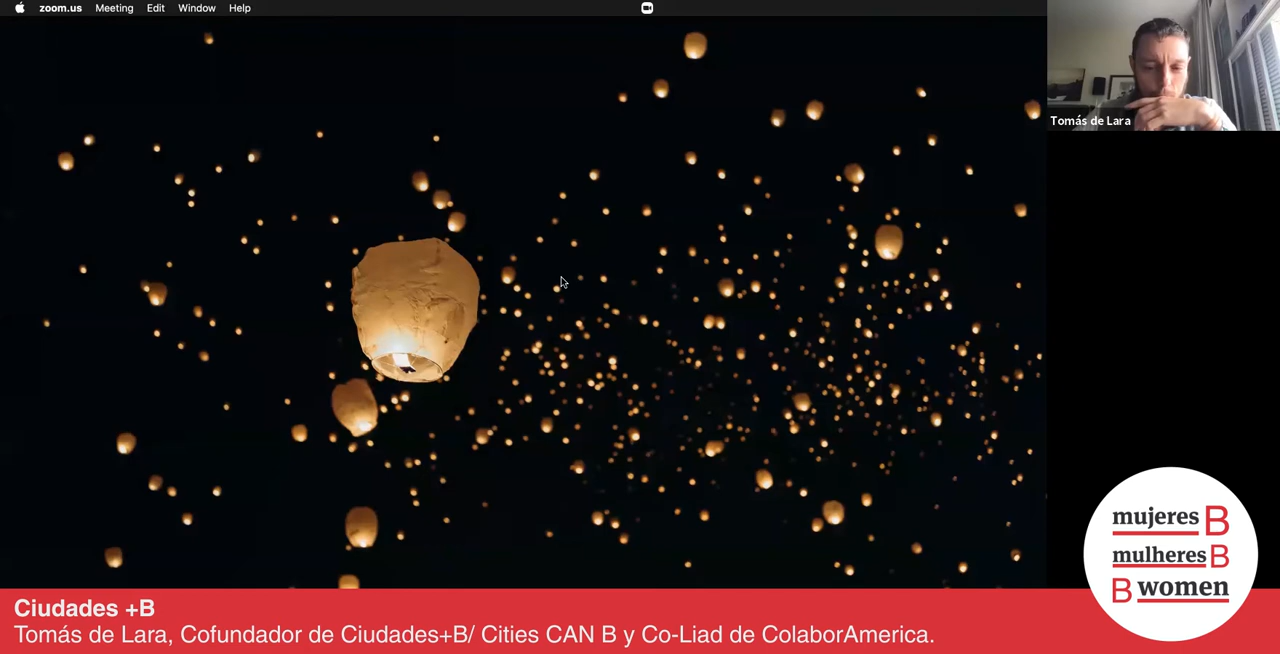 zoom.us Meeting Edit Window Help
Tomás de Lara
mujeres B
mulheres B
B women
Ciudades +B
Tomás de Lara, Cofundador de Ciudades+B/ Cities CAN B y Co-Liad de ColaborAmerica.